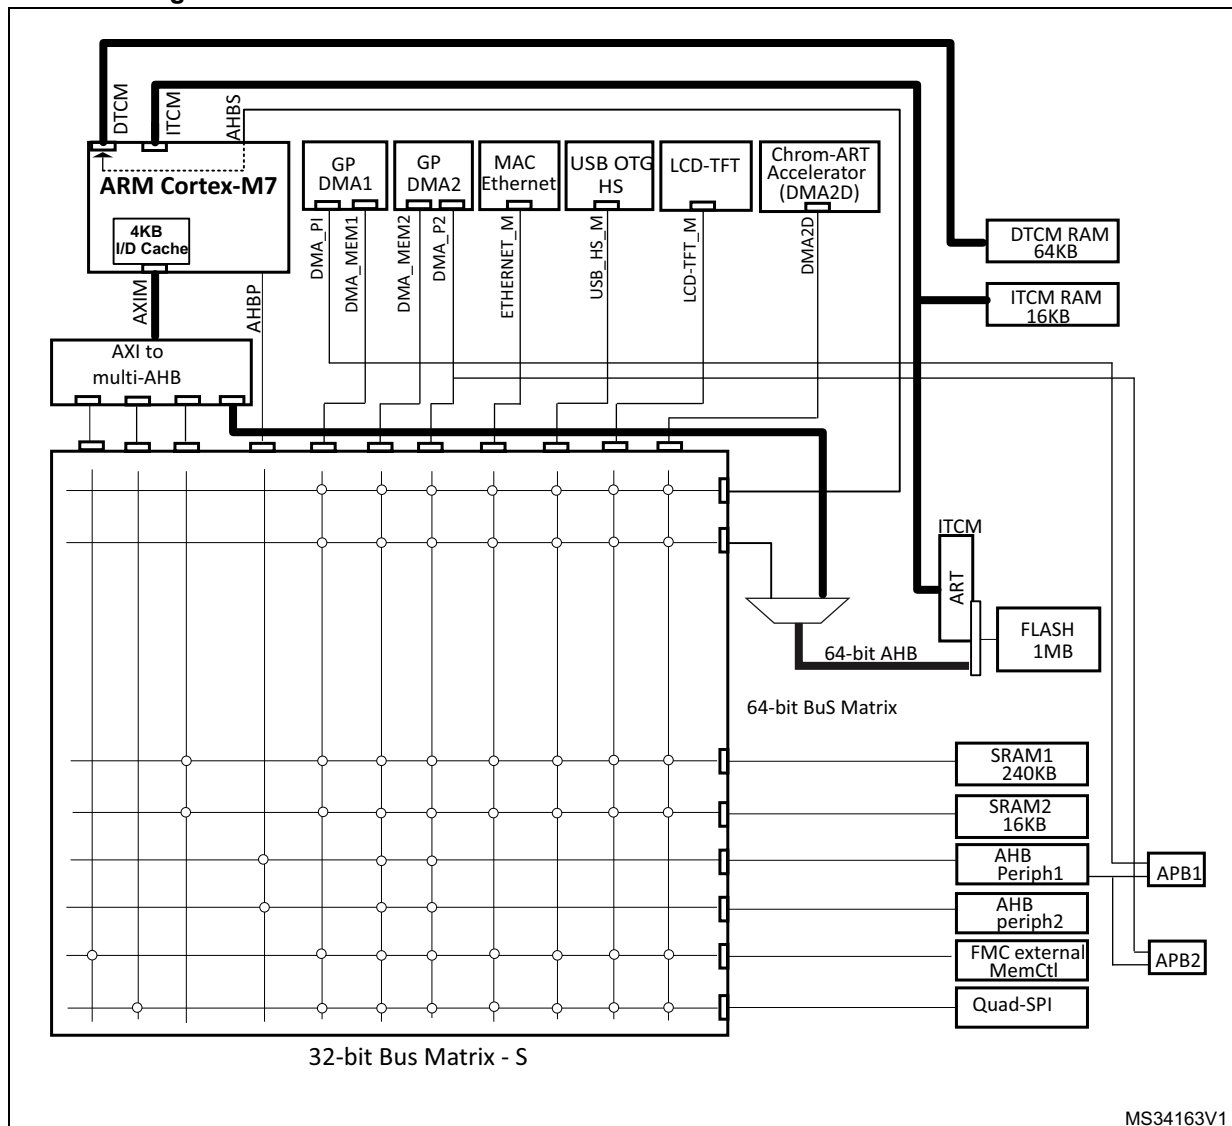 DTCM
ITCM
AHBS
ARM Cortex-M7
4KB
I/D Cache
AXIM
AHBP
GP
DMA1
GP
DMA2
MAC
Ethernet
USB OTG
HS
LCD-TFT
Chrom-ART
Accelerator
(DMA2D)
DMA_PI
DMA_MEM1
DMA_MEM2
DMA_P2
ETHERNET_M
USB_HS_M
LCD-TFT_M
DMA2D
DTCM RAM
64KB
ITCM RAM
16KB
AXI to
multi-AHB
ITCM
ART
FLASH
1MB
64-bit AHB
64-bit BuS Matrix
SRAM1
240KB
SRAM2
16KB
AHB
Periph1
APB1
AHB
periph2
FMC external
MemCtl
APB2
Quad-SPI
32-bit Bus Matrix - S
MS34163V1